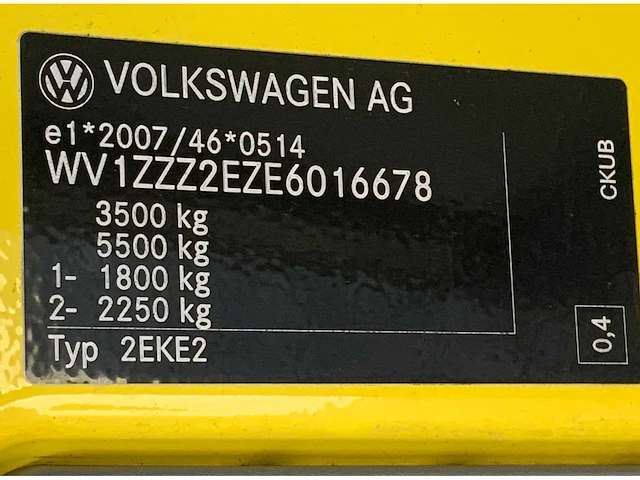 VOLKSWAGEN AG
e1*2007/46*0514
WV1ZZZ2EZE6016678
3500 kg
5500 kg
1- 1800 kg
2- 2250 kg
Typ 2EKE2
CKUB
0,4